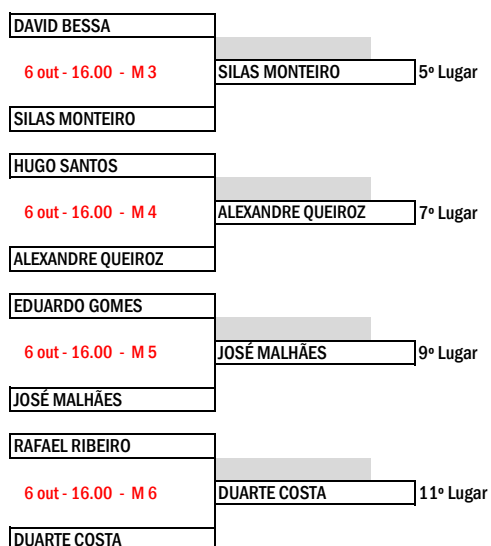 DAVID BESSA
6 out - 16.00 - M 3 SILAS MONTEIRO 5º Lugar
SILAS MONTEIRO
HUGO SANTOS
6 out - 16.00 - M 4 ALEXANDRE QUEIROZ 7º Lugar
ALEXANDRE QUEIROZ
EDUARDO GOMES
6 out - 16.00 - M 5 JOSÉ MALHÃES 9º Lugar
JOSÉ MALHÃES
RAFAEL RIBEIRO
6 out - 16.00 - M 6 DUARTE COSTA 11º Lugar
DUARTE COSTA